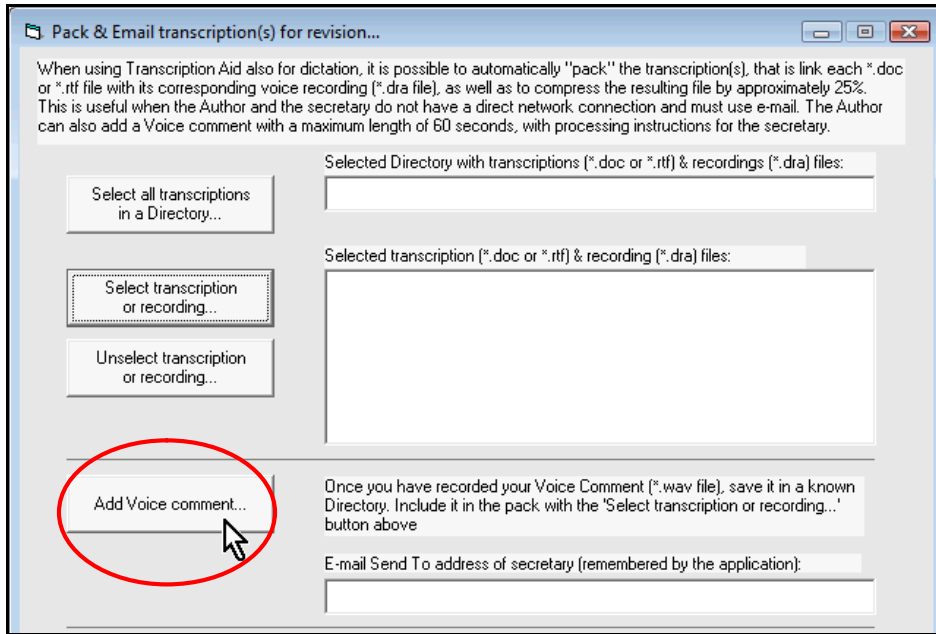 Pack & Email transcription(s) for revision...
When using Transcription Aid also for dictation, it is possible to automatically "pack" the transcription(s), that is link each *.doc
or *.rtf file with its corresponding voice recording (*.dra file), as well as to compress the resulting file by approximately 25%.
This is useful when the Author and the secretary do not have a direct network connection and must use e-mail. The Author
can also add a Voice comment with a maximum length of 60 seconds, with processing instructions for the secretary.
Selected Directory with transcriptions (*.doc or *.rtf) & recordings (*.dra) files:
Select all transcriptions
in a Directory...
Selected transcription (*.doc or *.rtf) & recording (*.dra) files:
Select transcription
or recording...
Unselect transcription
or recording...
Add Voice comment...
Once you have recorded your Voice Comment (*.wav file), save it in a known
Directory. Include it in the pack with the 'Select transcription or recording...'
button above
E-mail Send To address of secretary (remembered by the application):